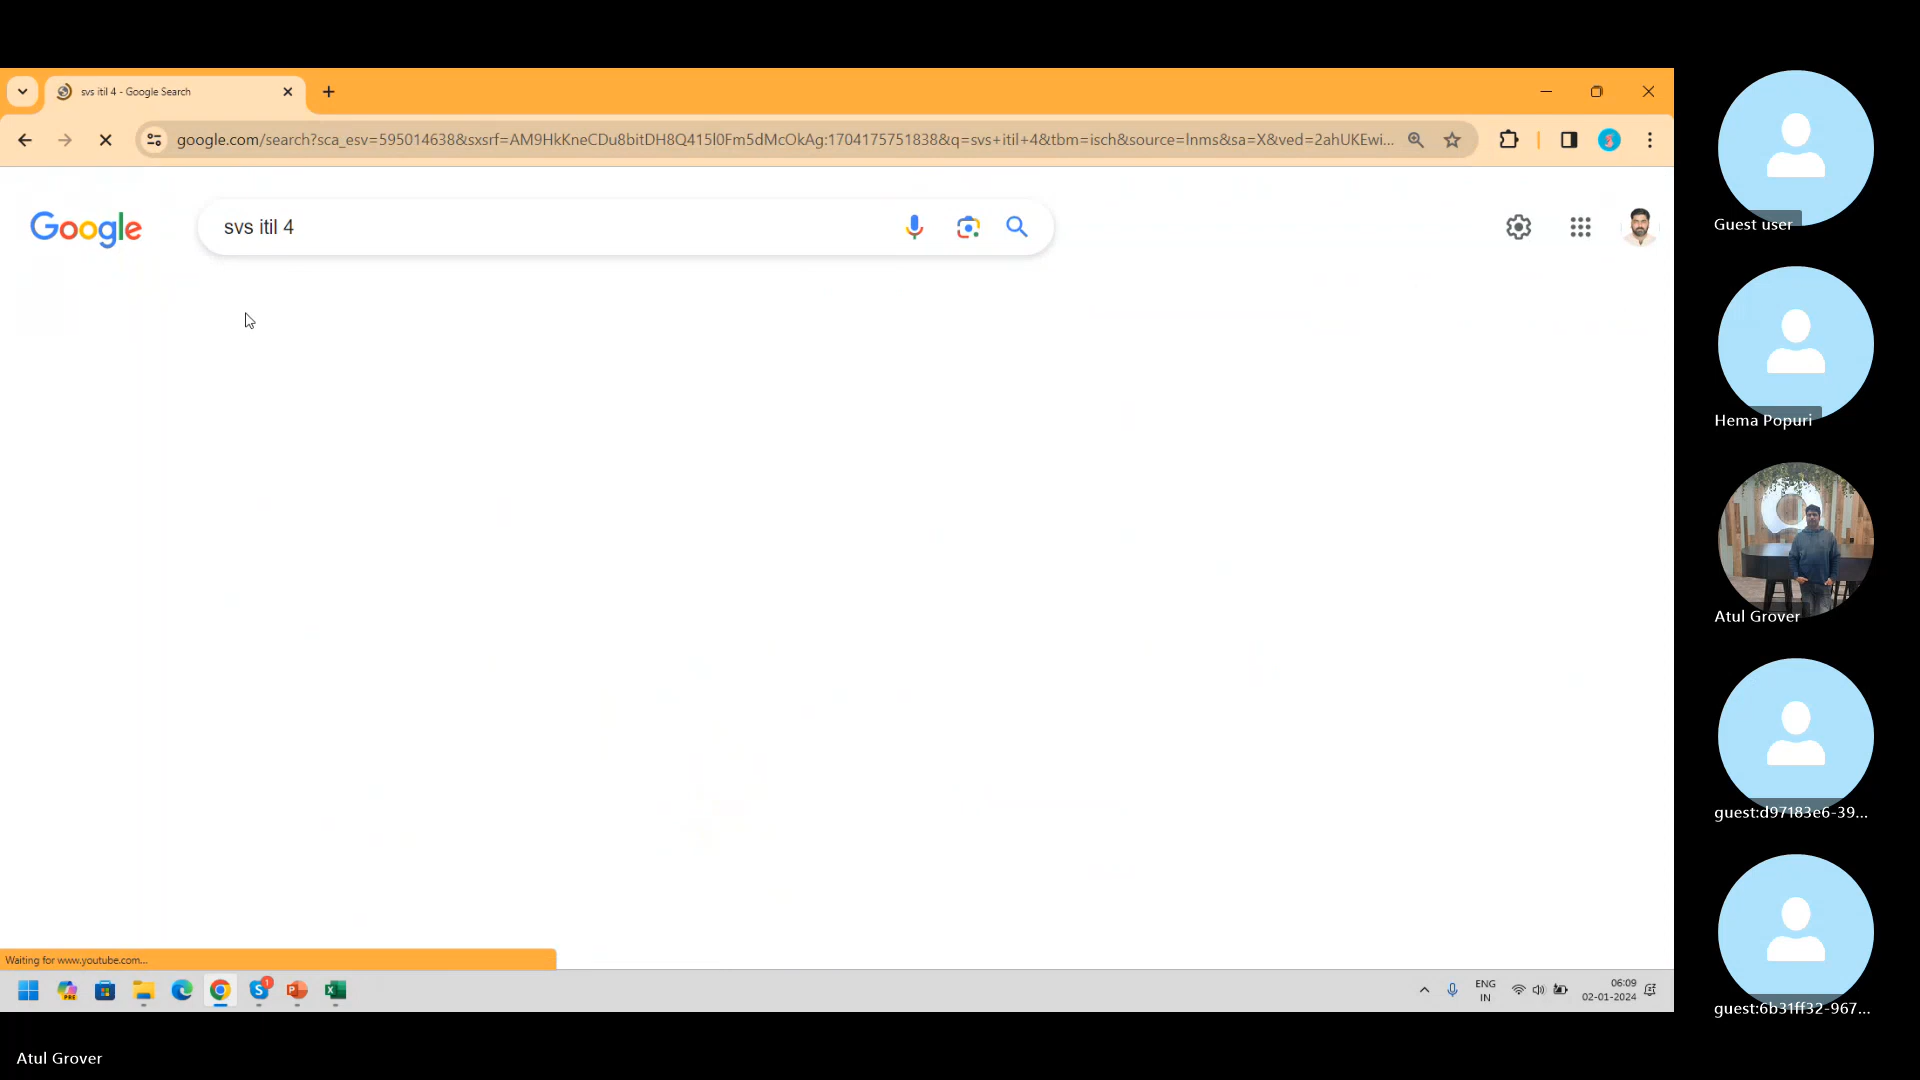 svs itil 4 - Google Search
google.com/search?sca_esv=595014638&sxsrf=AM9HkKneCDu8bitDH8Q415l0Fm5dMcOkAg:1704175751838&q=svs+itil+4&tbm=isch&source=lnms&sa=X&ved=2ahUKEwi...
Google
svs itil 4
Waiting for www.youtube.com...
PRE
S
1
P
X
ENG
IN
06:09
02-01-2024
Guest user
Hema Popuri
Atul Grover
guest:d97183e6-39...
guest:6b31ff32-967...
Atul Grover